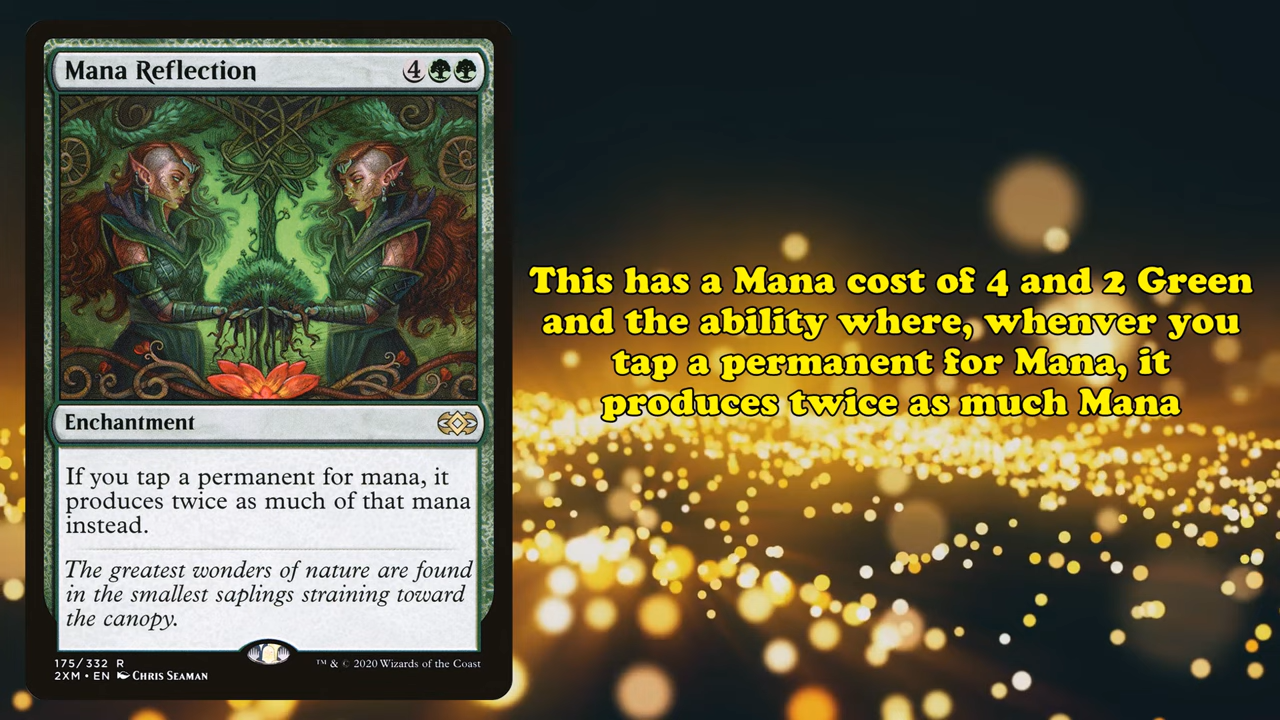 Mana Reflection 4
Enchantment
If you tap a permanent for mana, it
produces twice as much of that mana
instead.
The greatest wonders of nature are found
in the smallest saplings straining toward
the canopy.
175/332 R
2XM • EN Chris Seaman
™ & © 2020 Wizards of the Coast
This has a Mana cost of 4 and 2 Green
and the ability where, whenver you
tap a permanent for Mana, it
produces twice as much Mana